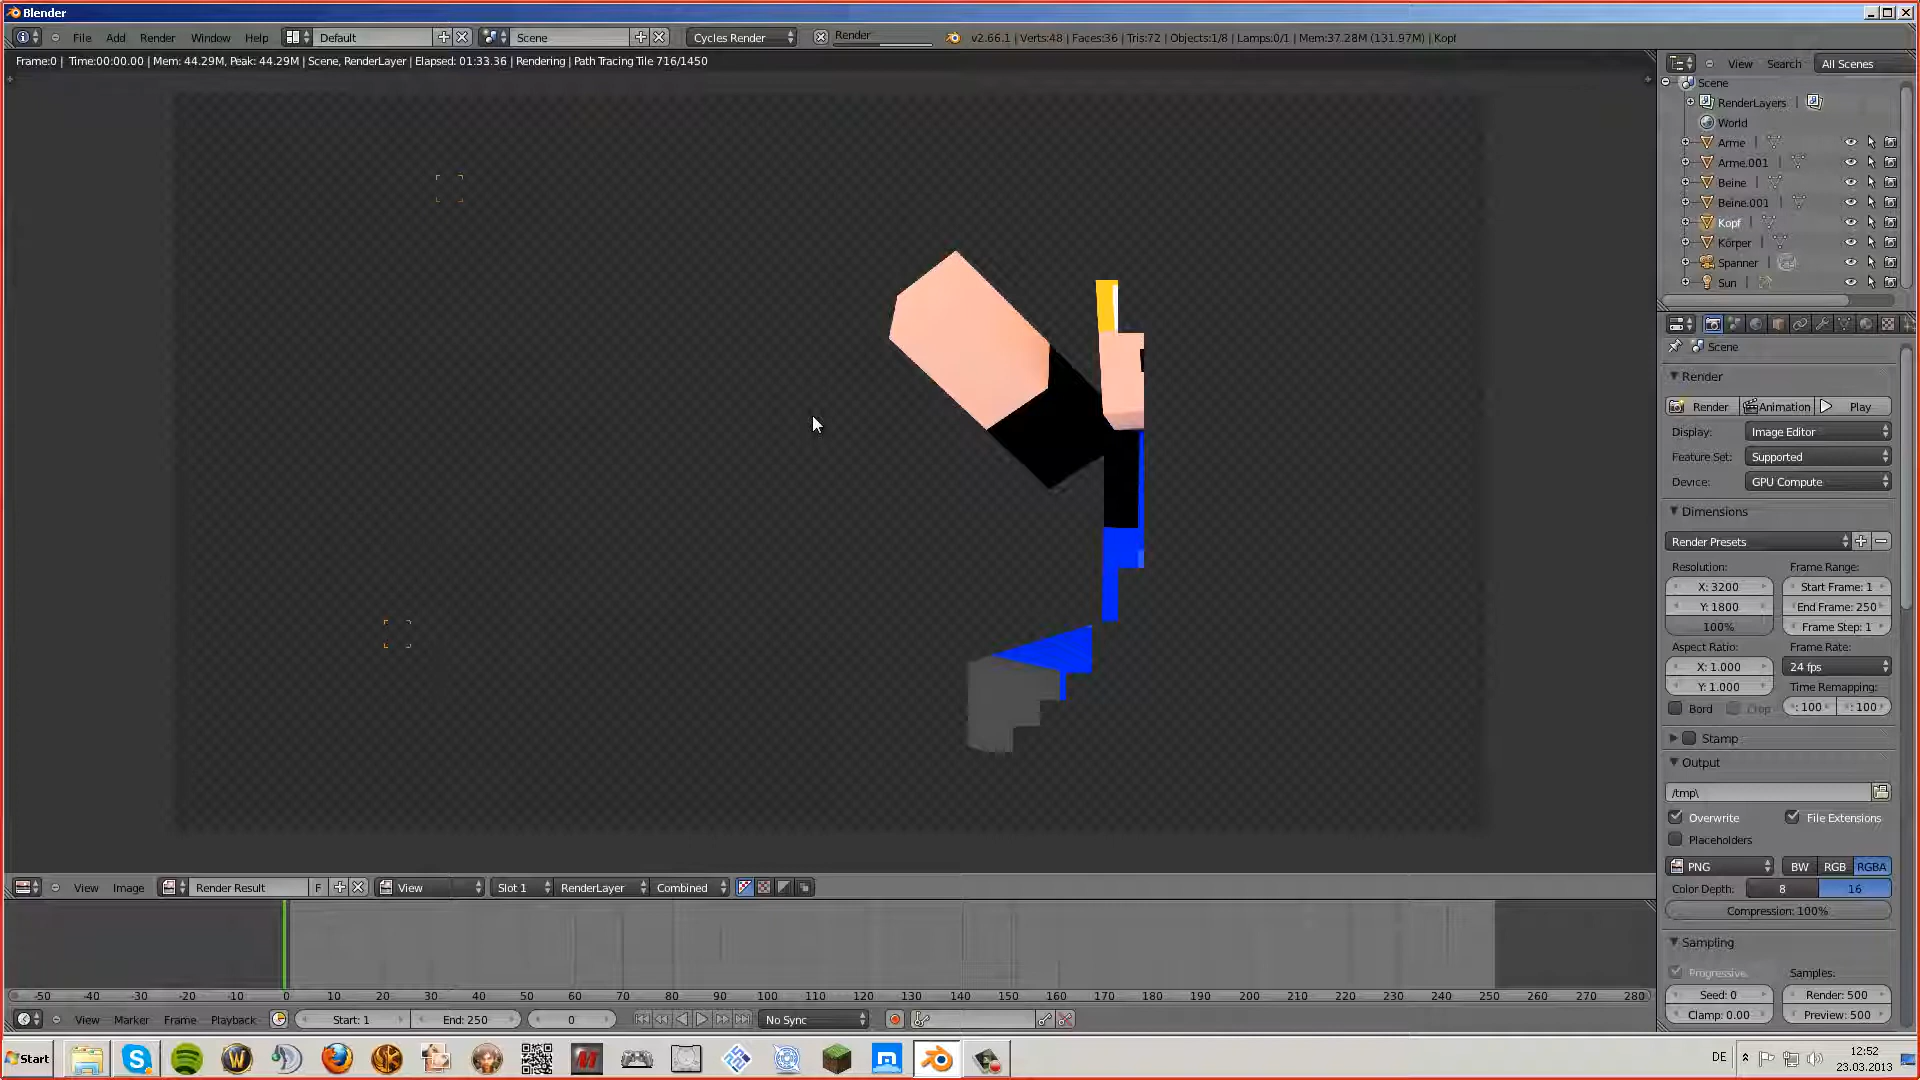 Blender
File Add Render Window Help Default Scene Cycles Render Render v2.66.1 | Verts:48 | Faces:36 | Tris:72 | Objects:1/8 | Lamps:0/1 | Mem:37.28M (131.97M) | Kopf
Frame:0 | Time:00:00.00 | Mem: 44.29M, Peak: 44.29M | Scene, RenderLayer | Elapsed: 01:33.36 | Rendering | Path Tracing Tile 716/1450
View Search All Scenes
Scene
RenderLayers
World
Arme
Arme.001
Beine
Beine.001
Kopf
Körper
Spanner
Sun
Scene
Render
Render Animation Play
Display: Image Editor
Feature Set: Supported
Device: GPU Compute
Dimensions
Render Presets
Resolution: Frame Range:
X: 3200 Start Frame: 1
Y: 1800 End Frame: 250
100% Frame Step: 1
Aspect Ratio: Frame Rate:
X: 1.000 24 fps
Y: 1.000 Time Remapping:
Bord Crop : 100 : 100
Stamp
Output
/tmp\
Overwrite File Extensions
Placeholders
PNG BW RGB RGBA
Color Depth: 8 16
Compression: 100%
Sampling
Progressive Samples:
Seed: 0 Render: 500
Clamp: 0.00 Preview: 500
View Image Render Result F View Slot 1 RenderLayer Combined
-50 -40 -30 -20 -10 0 10 20 30 40 50 60 70 80 90 100 110 120 130 140 150 160 170 180 190 200 210 220 230 240 250 260 270 280
View Marker Frame Playback Start: 1 End: 250 0 No Sync
Start DE 12:52
23.03.2013